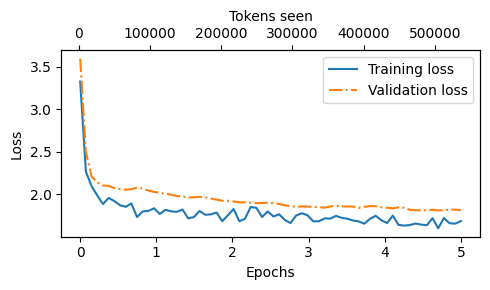 Tokens seen
0 100000 200000 300000 400000 500000
3.5
3.0
2.5
2.0
Loss
Training loss
Validation loss
0 1 2 3 4 5
Epochs